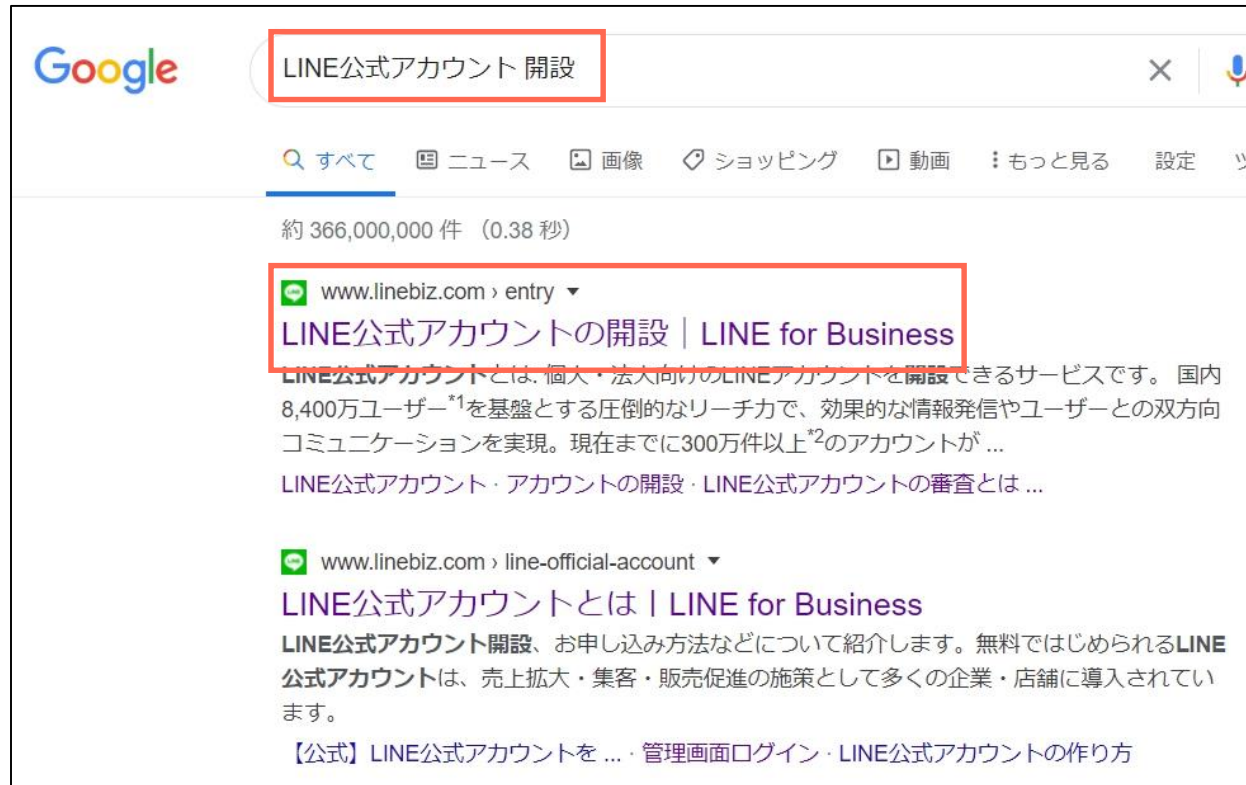 Google
LINE公式アカウント 開設
すべて ニュース 画像 ショッピング 動画 もっと見る 設定
約 366,000,000 件 （0.38 秒）
www.linebiz.com › entry
LINE公式アカウントの開設｜LINE for Business
LINE公式アカウントとは. 個人・法人向けのLINEアカウントを開設できるサービスです。 国内
8,400万ユーザー*1を基盤とする圧倒的なリーチ力で、効果的な情報発信やユーザーとの双方向
コミュニケーションを実現。現在までに300万件以上*2のアカウントが ...
LINE公式アカウント · アカウントの開設 · LINE公式アカウントの審査とは ...
www.linebiz.com › line-official-account
LINE公式アカウントとは | LINE for Business
LINE公式アカウント開設、お申し込み方法などについて紹介します。無料ではじめられるLINE
公式アカウントは、売上拡大・集客・販売促進の施策として多くの企業・店舗に導入されてい
ます。
【公式】LINE公式アカウントを ... · 管理画面ログイン · LINE公式アカウントの作り方